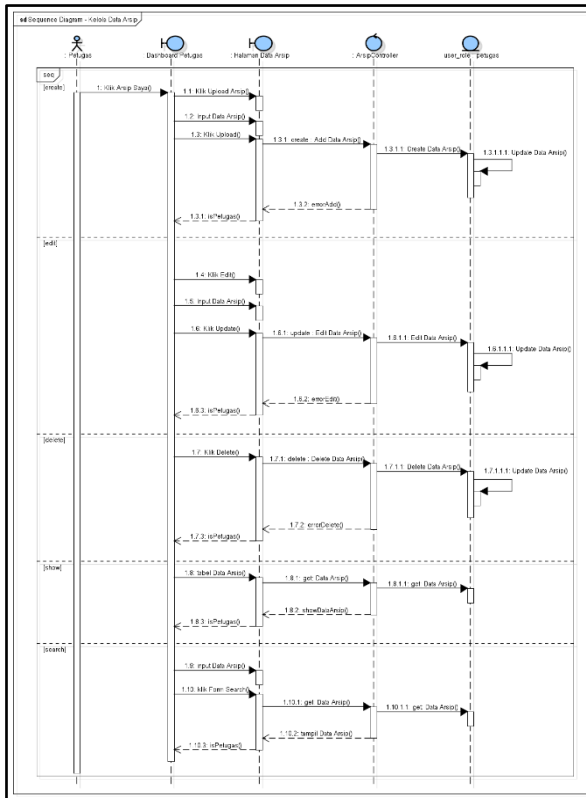 sd Sequence Diagram - Kelola Data Arsip
: Petugas
Dashboard Petugas
: Halaman Data Arsip
: ArsipController
user_role : petugas
seq
[create]
1: Klik Arsip Saya()
1.1: Klik Upload Arsip()
1.2: Input Data Arsip()
1.3: Klik Upload()
1.3.1: create : Add Data Arsip()
1.3.1.1: Create Data Arsip()
1.3.1.1.1: Update Data Arsip()
1.3.2: errorAdd()
1.3.1: isPetugas()
[edit]
1.4: Klik Edit()
1.5: Input Data Arsip()
1.6: Klik Update()
1.6.1: update : Edit Data Arsip()
1.6.1.1: Edit Data Arsip()
1.6.1.1.1: Update Data Arsip()
1.6.2: errorEdit()
1.6.3: isPetugas()
[delete]
1.7: Klik Delete()
1.7.1: delete : Delete Data Arsip()
1.7.1.1: Delete Data Arsip()
1.7.1.1.1: Update Data Arsip()
1.7.2: errorDelete()
1.7.3: isPetugas()
[show]
1.8: tabel Data Arsip()
1.8.1: get Data Arsip()
1.8.1.1: get Data Arsip()
1.8.2: showDataArsip()
1.8.3: isPetugas()
[search]
1.9: Input Data Arsip()
1.10: klik Form Search()
1.10.1: get Data Arsip()
1.10.1.1: get Data Arsip()
1.10.2: tampil Data Arsip()
1.10.3: isPetugas()